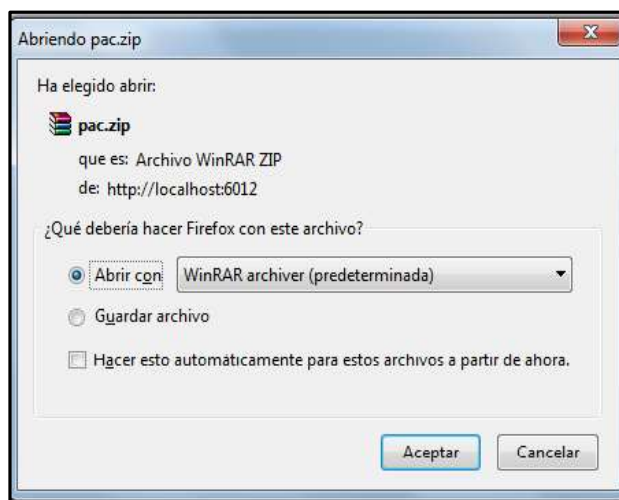 Abriendo pac.zip
Ha elegido abrir:
pac.zip
que es: Archivo WinRAR ZIP
de: http://localhost:6012
¿Qué debería hacer Firefox con este archivo?
Abrir con WinRAR archiver (predeterminada)
Guardar archivo
Hacer esto automáticamente para estos archivos a partir de ahora.
Aceptar Cancelar